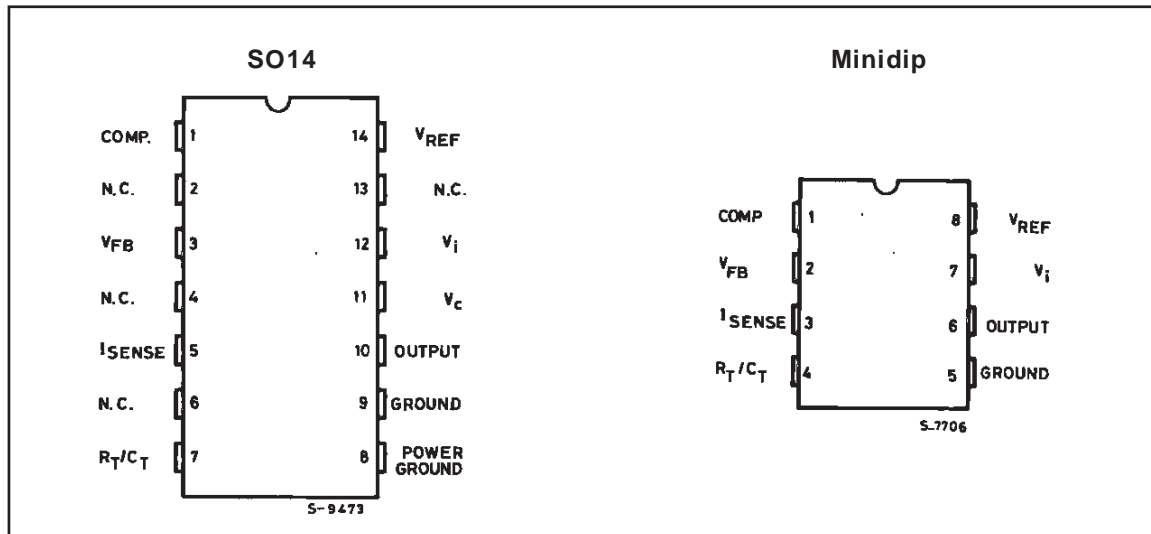 SO14
COMP. 1 14 VREF
N.C. 2 13 N.C.
VFB 3 12 Vi
N.C. 4 11 Vc
ISENSE 5 10 OUTPUT
N.C. 6 9 GROUND
RT/CT 7 8 POWER GROUND
S-9473
Minidip
COMP 1 8 VREF
VFB 2 7 Vi
ISENSE 3 6 OUTPUT
RT/CT 4 5 GROUND
S-7706